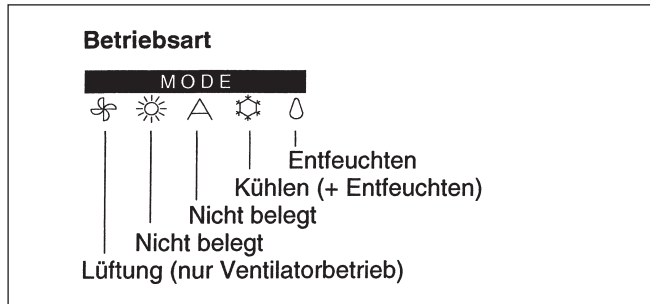 Betriebsart
MODE
Entfeuchten
Kühlen (+ Entfeuchten)
Nicht belegt
Nicht belegt
Lüftung (nur Ventilatorbetrieb)